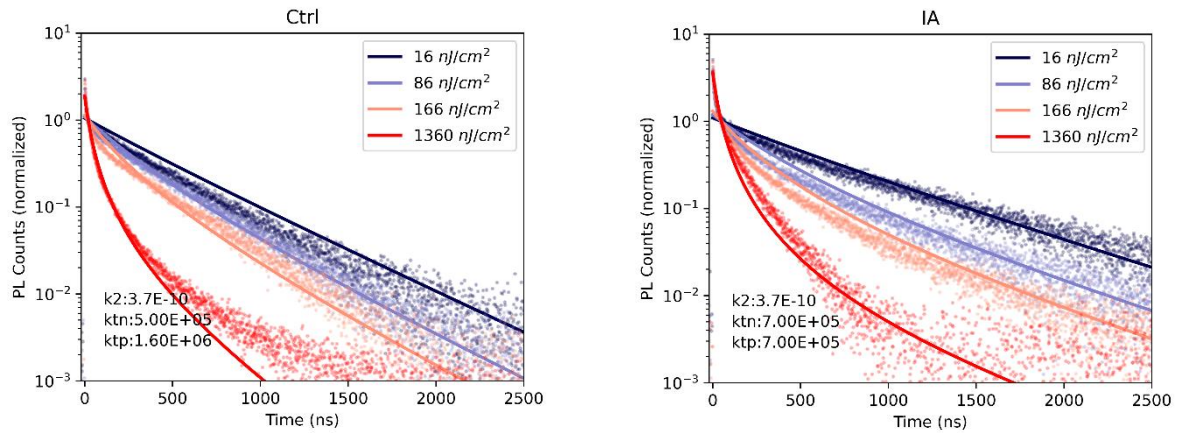 Ctrl
PL Counts (normalized)
10¹
10⁰
10⁻¹
10⁻²
10⁻³
16 nJ/cm²
86 nJ/cm²
166 nJ/cm²
1360 nJ/cm²
k2:3.7E-10
ktn:5.00E+05
ktp:1.60E+06
0 500 1000 1500 2000 2500
Time (ns)
IA
PL Counts (normalized)
10¹
10⁰
10⁻¹
10⁻²
10⁻³
16 nJ/cm²
86 nJ/cm²
166 nJ/cm²
1360 nJ/cm²
k2:3.7E-10
ktn:7.00E+05
ktp:7.00E+05
0 500 1000 1500 2000 2500
Time (ns)